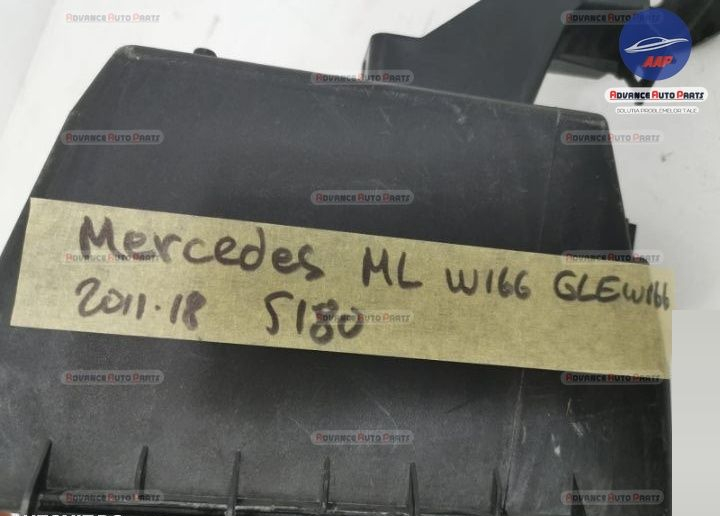 AAP
ADVANCE AUTO PARTS
SOLUTIA PROBLEMELOR TALE
Mercedes ML W166 GLEW166
2011.18 5180